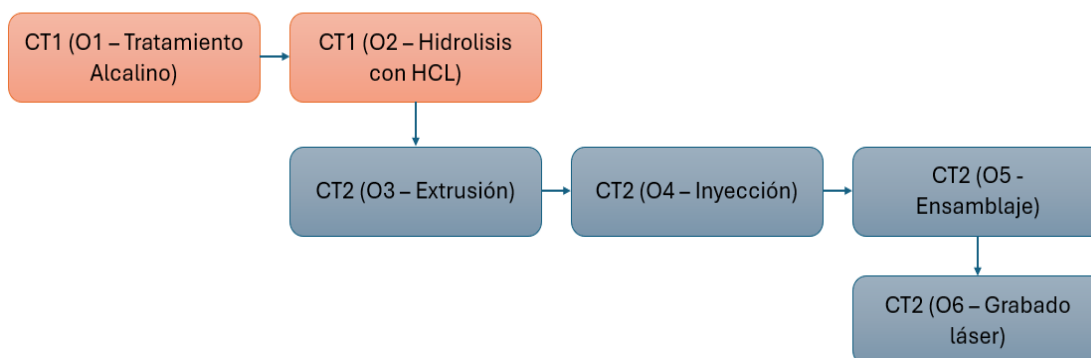 CT1 (O1 – Tratamiento
Alcalino)
CT1 (O2 – Hidrolisis
con HCL)
CT2 (O3 – Extrusión)
CT2 (O4 – Inyección)
CT2 (O5 -
Ensamblaje)
CT2 (O6 – Grabado
láser)